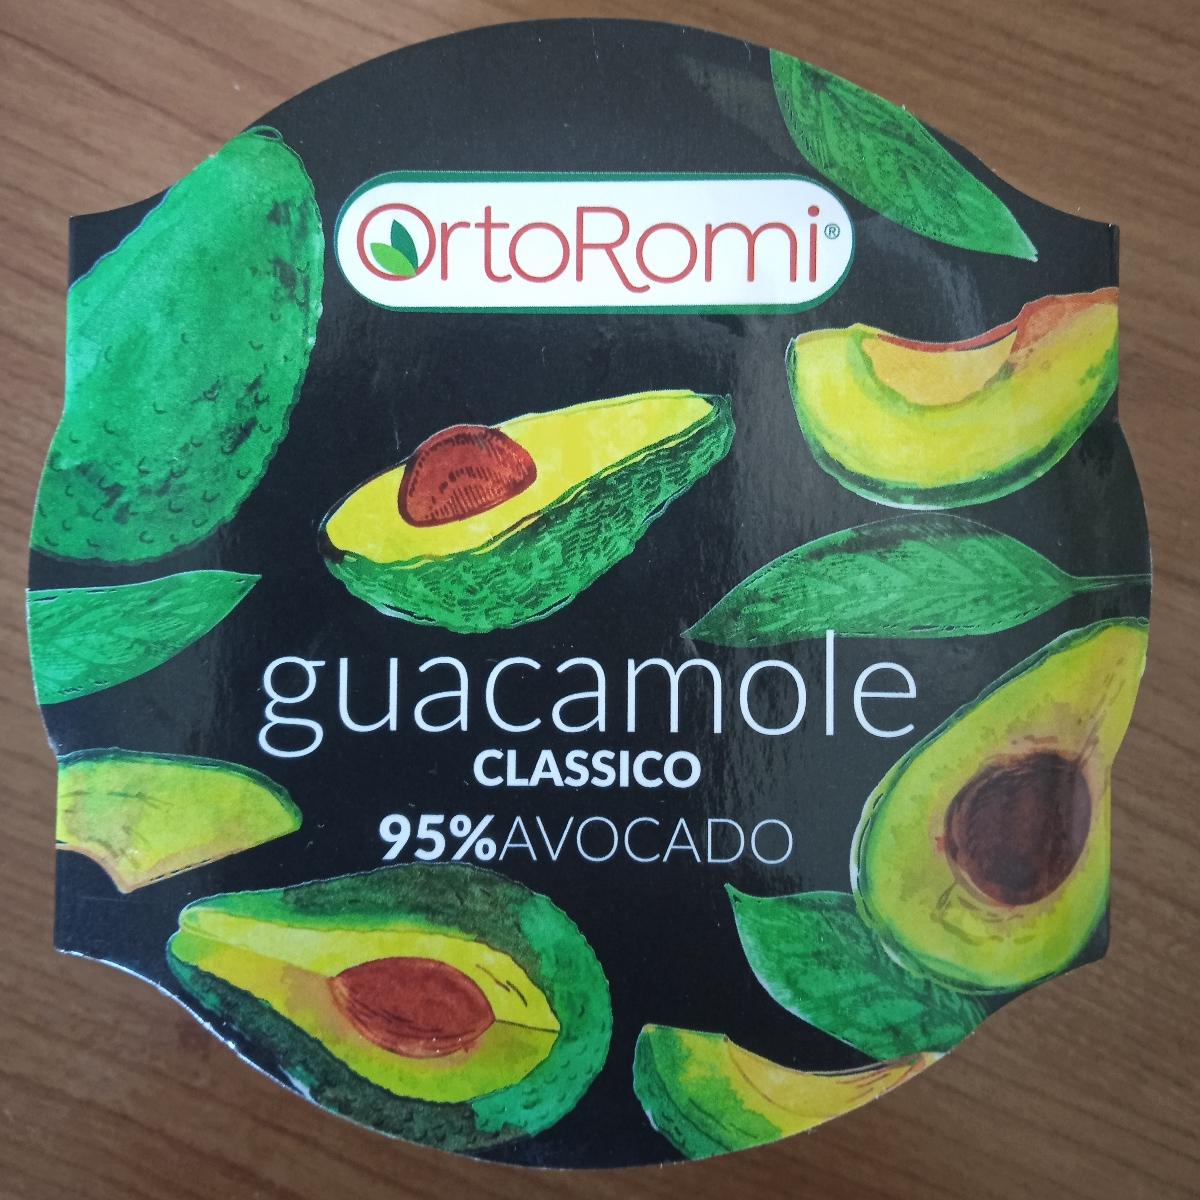 OrtoRomi®
guacamole
CLASSICO
95% AVOCADO